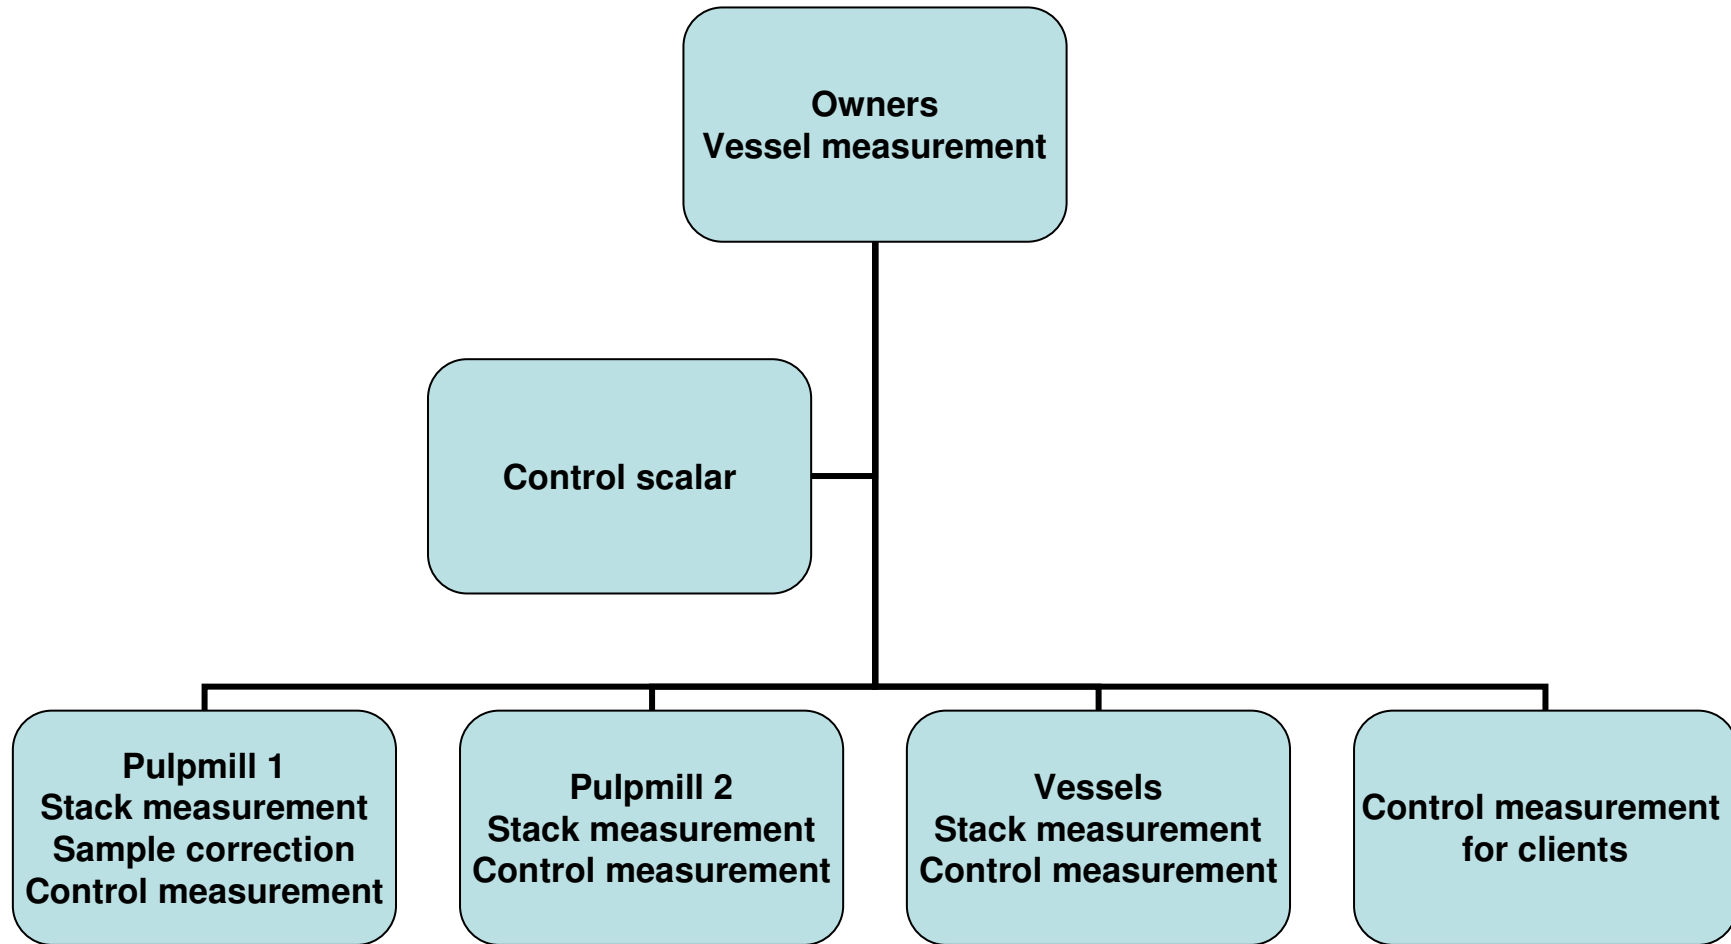 Owners
Vessel measurement
Control scalar
Pulpmill 1
Stack measurement
Sample correction
Control measurement
Pulpmill 2
Stack measurement
Control measurement
Vessels
Stack measurement
Control measurement
Control measurement
for clients